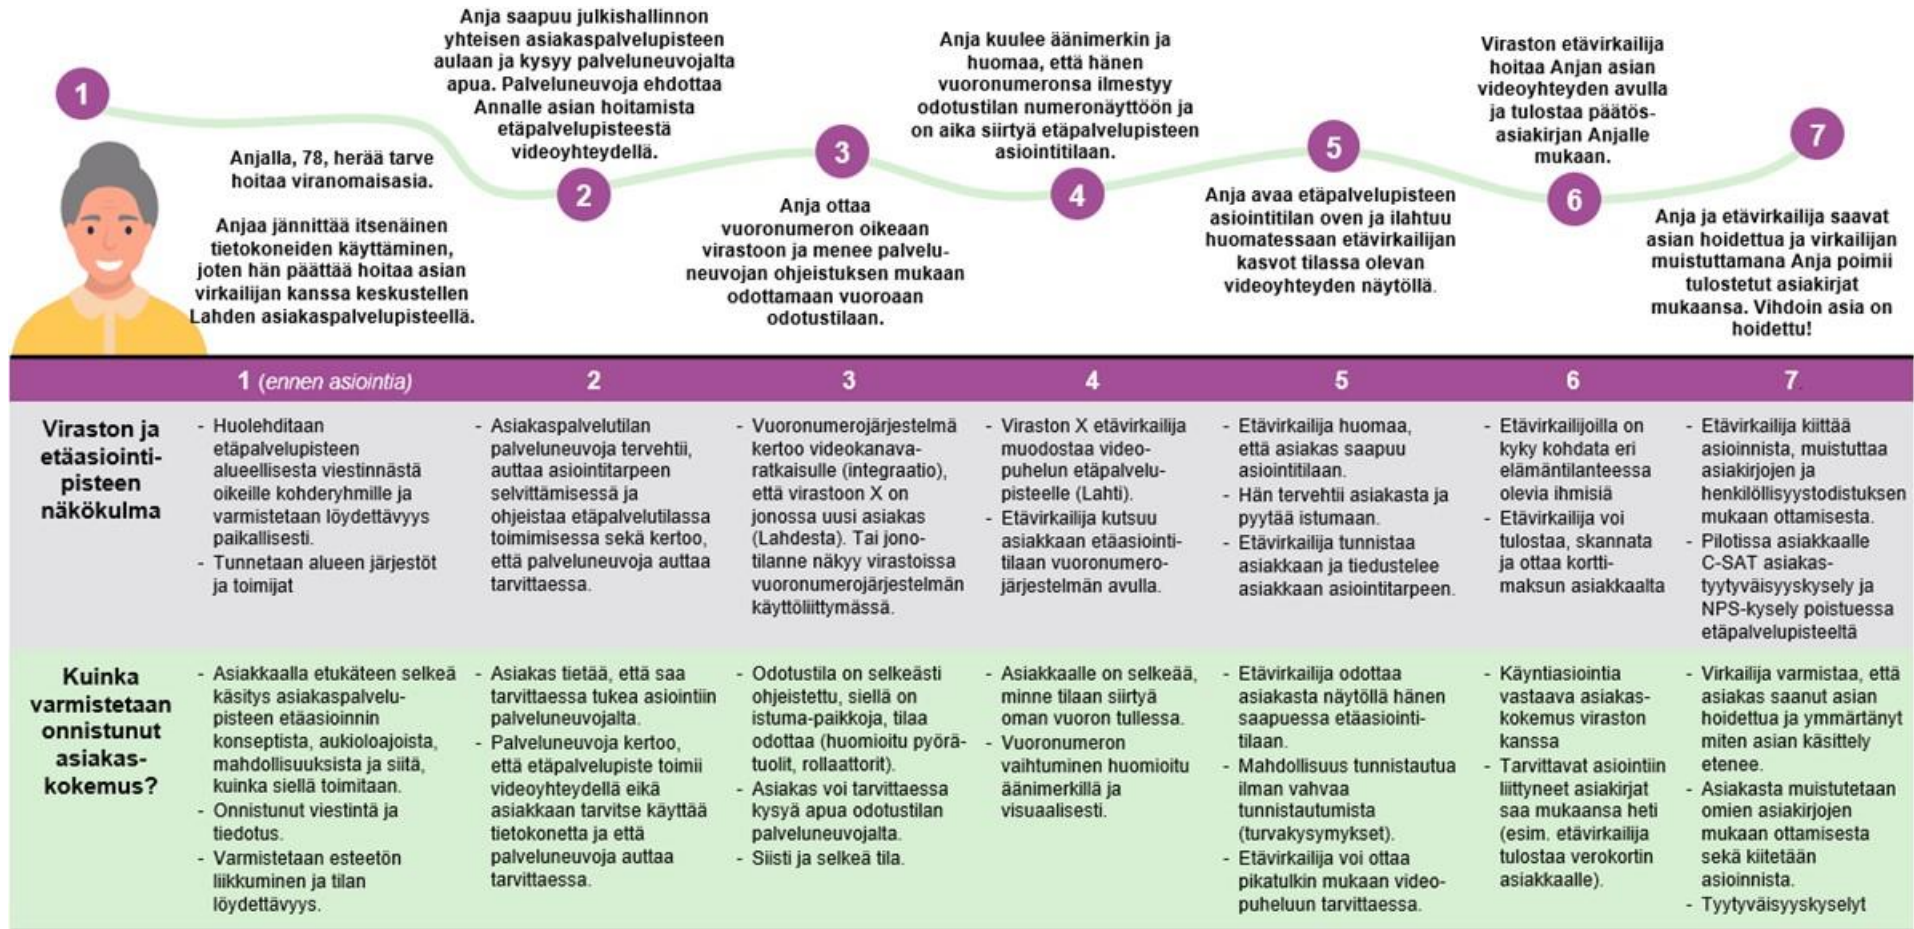 1
Anjalla, 78, herää tarve
hoitaa viranomaisasia.
Anjaa jännittää itsenäinen
tietokoneiden käyttäminen,
joten hän päättää hoitaa asian
virkailijan kanssa keskustellen
Lahden asiakaspalvelupisteellä.
Anja saapuu julkishallinnon
yhteisen asiakaspalvelupisteen
aulaan ja kysyy palveluneuvojalta
apua. Palveluneuvoja ehdottaa
Annalle asian hoitamista
etäpalvelupisteestä
videoyhteydellä.
2
3
Anja ottaa
vuoronumeron oikeaan
virastoon ja menee palvelu-
neuvojan ohjeistuksen mukaan
odottamaan vuoroaan
odotustilaan.
Anja kuulee äänimerkin ja
huomaa, että hänen
vuoronumeronsa ilmestyy
odotustilan numeronäyttöön ja
on aika siirtyä etäpalvelupisteen
asiointitilaan.
4
5
Anja avaa etäpalvelupisteen
asiointitilan oven ja ilahtuu
huomatessaan etävirkailijan
kasvot tilassa olevan
videoyhteyden näytöllä.
Viraston etävirkailija
hoitaa Anjan asian
videoyhteyden avulla
ja tulostaa päätös-
asiakirjan Anjalle
mukaan.
6
7
Anja ja etävirkailija saavat
asian hoidettua ja virkailijan
muistuttamana Anja poimii
tulostetut asiakirjat
mukaansa. Vihdoin asia on
hoidettu!
1 (ennen asiointia)
2
3
4
5
6
7
Viraston ja
etäasiointi-
pisteen
näkökulma
- Huolehditaan
etäpalvelupisteen
alueellisesta viestinnästä
oikeille kohderyhmille ja
varmistetaan löydettävyys
paikallisesti.
- Tunnetaan alueen järjestöt
ja toimijat
- Asiakaspalvelutilan
palveluneuvoja tervehtii,
auttaa asiointitarpeen
selvittämisessä ja
ohjeistaa etäpalvelutilassa
toimimisessa sekä kertoo,
että palveluneuvoja auttaa
tarvittaessa.
- Vuoronumerojärjestelmä
kertoo videokanava-
ratkaisulle (integraatio),
että virastoon X on
jonossa uusi asiakas
(Lahdesta). Tai jono-
tilanne näkyy virastoissa
vuoronumerojärjestelmän
käyttöliittymässä.
- Viraston X etävirkailija
muodostaa video-
puhelun etäpalvelu-
pisteelle (Lahti).
- Etävirkailija kutsuu
asiakkaan etäasiointi-
tilaan vuoronumero-
järjestelmän avulla.
- Etävirkailija huomaa,
että asiakas saapuu
asiointitilaan.
- Hän tervehtii asiakasta ja
pyytää istumaan.
- Etävirkailija tunnistaa
asiakkaan ja tiedustelee
asiakkaan asiointitarpeen.
- Etävirkailijoilla on
kyky kohdata eri
elämäntilanteessa
olevia ihmisiä
- Etävirkailija voi
tulostaa, skannata
ja ottaa kortti-
maksun asiakkaalta
- Etävirkailija kiittää
asioinnista, muistuttaa
asiakirjojen ja
henkilöllisyystodistuksen
mukaan ottamisesta.
- Pilotissa asiakkaalle
C-SAT asiakas-
tyytyväisyyskysely ja
NPS-kysely poistuessa
etäpalvelupisteeltä
Kuinka
varmistetaan
onnistunut
asiakas-
kokemus?
- Asiakkaalla etukäteen selkeä
käsitys asiakaspalvelu-
pisteen etäasioinnin
konseptista, aukioloajoista,
mahdollisuuksista ja siitä,
kuinka siellä toimitaan.
- Onnistunut viestintä ja
tiedotus.
- Varmistetaan esteetön
liikkuminen ja tilan
löydettävyys.
- Asiakas tietää, että saa
tarvittaessa tukea asiointiin
palveluneuvojalta.
- Palveluneuvoja kertoo,
että etäpalvelupiste toimii
videoyhteydellä eikä
asiakkaan tarvitse käyttää
tietokonetta ja että
palveluneuvoja auttaa
tarvittaessa.
- Odotustila on selkeästi
ohjeistettu, siellä on
istuma-paikkoja, tilaa
odottaa (huomioitu pyörä-
tuolit, rollaattorit).
- Asiakas voi tarvittaessa
kysyä apua odotustilan
palveluneuvojalta.
- Siisti ja selkeä tila.
- Asiakkaalle on selkeää,
minne tilaan siirtyä
oman vuoron tullessa.
- Vuoronumeron
vaihtuminen huomioitu
äänimerkillä ja
visuaalisesti.
- Etävirkailija odottaa
asiakasta näytöllä hänen
saapuessa etäasiointi-
tilaan.
- Mahdollisuus tunnistautua
ilman vahvaa
tunnistautumista
(turvakysymykset).
- Etävirkailija voi ottaa
pikatulkin mukaan video-
puheluun tarvittaessa.
- Käyntiasiointia
vastaava asiakas-
kokemus viraston
kanssa
- Tarvittavat asiointiin
liittyneet asiakirjat
saa mukaansa heti
(esim. etävirkailija
tulostaa verokortin
asiakkaalle).
- Virkailija varmistaa, että
asiakas saanut asian
hoidettua ja ymmärtänyt
miten asian käsittely
etenee.
- Asiakasta muistutetaan
omien asiakirjojen
mukaan ottamisesta
sekä kiitetään
asioinnista.
- Tyytyväisyyskyselyt